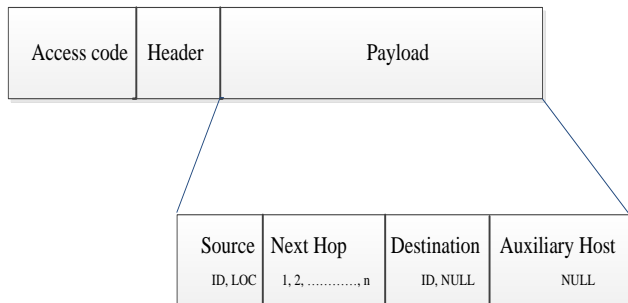 Access code Header Payload
Source Next Hop Destination Auxiliary Host
ID, LOC 1, 2, …………, n ID, NULL NULL